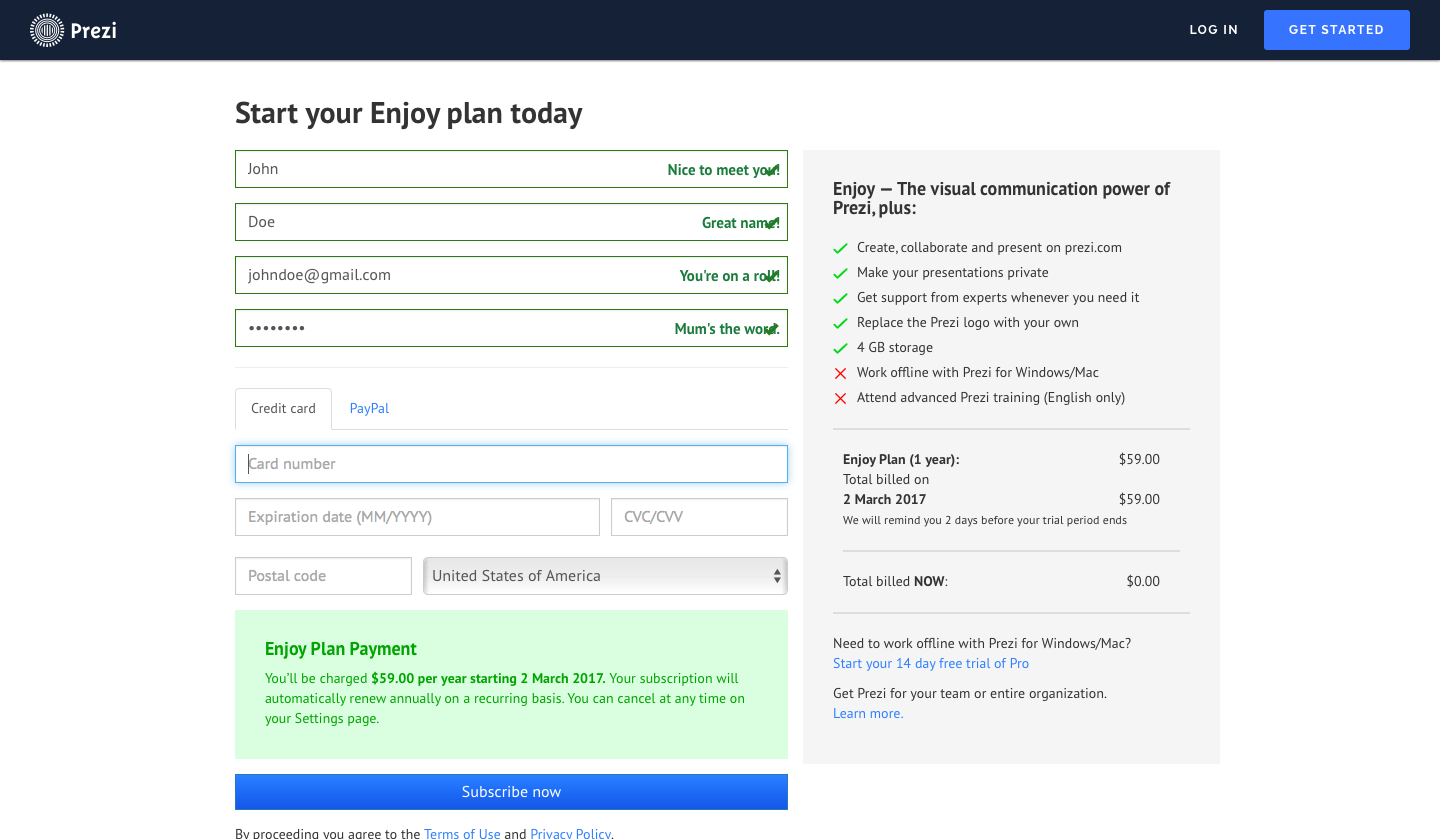 Prezi
LOG IN
GET STARTED
Start your Enjoy plan today
John
Nice to meet you!
Doe
Great name!
johndoe@gmail.com
You're on a roll!
••••••••
Mum's the word.
Credit card
PayPal
Card number
Expiration date (MM/YYYY)
CVC/CVV
Postal code
United States of America
Enjoy Plan Payment
You'll be charged $59.00 per year starting 2 March 2017. Your subscription will
automatically renew annually on a recurring basis. You can cancel at any time on
your Settings page.
Subscribe now
By proceeding you agree to the Terms of Use and Privacy Policy.
Enjoy — The visual communication power of
Prezi, plus:
Create, collaborate and present on prezi.com
Make your presentations private
Get support from experts whenever you need it
Replace the Prezi logo with your own
4 GB storage
Work offline with Prezi for Windows/Mac
Attend advanced Prezi training (English only)
Enjoy Plan (1 year): $59.00
Total billed on
2 March 2017 $59.00
We will remind you 2 days before your trial period ends
Total billed NOW: $0.00
Need to work offline with Prezi for Windows/Mac?
Start your 14 day free trial of Pro
Get Prezi for your team or entire organization.
Learn more.